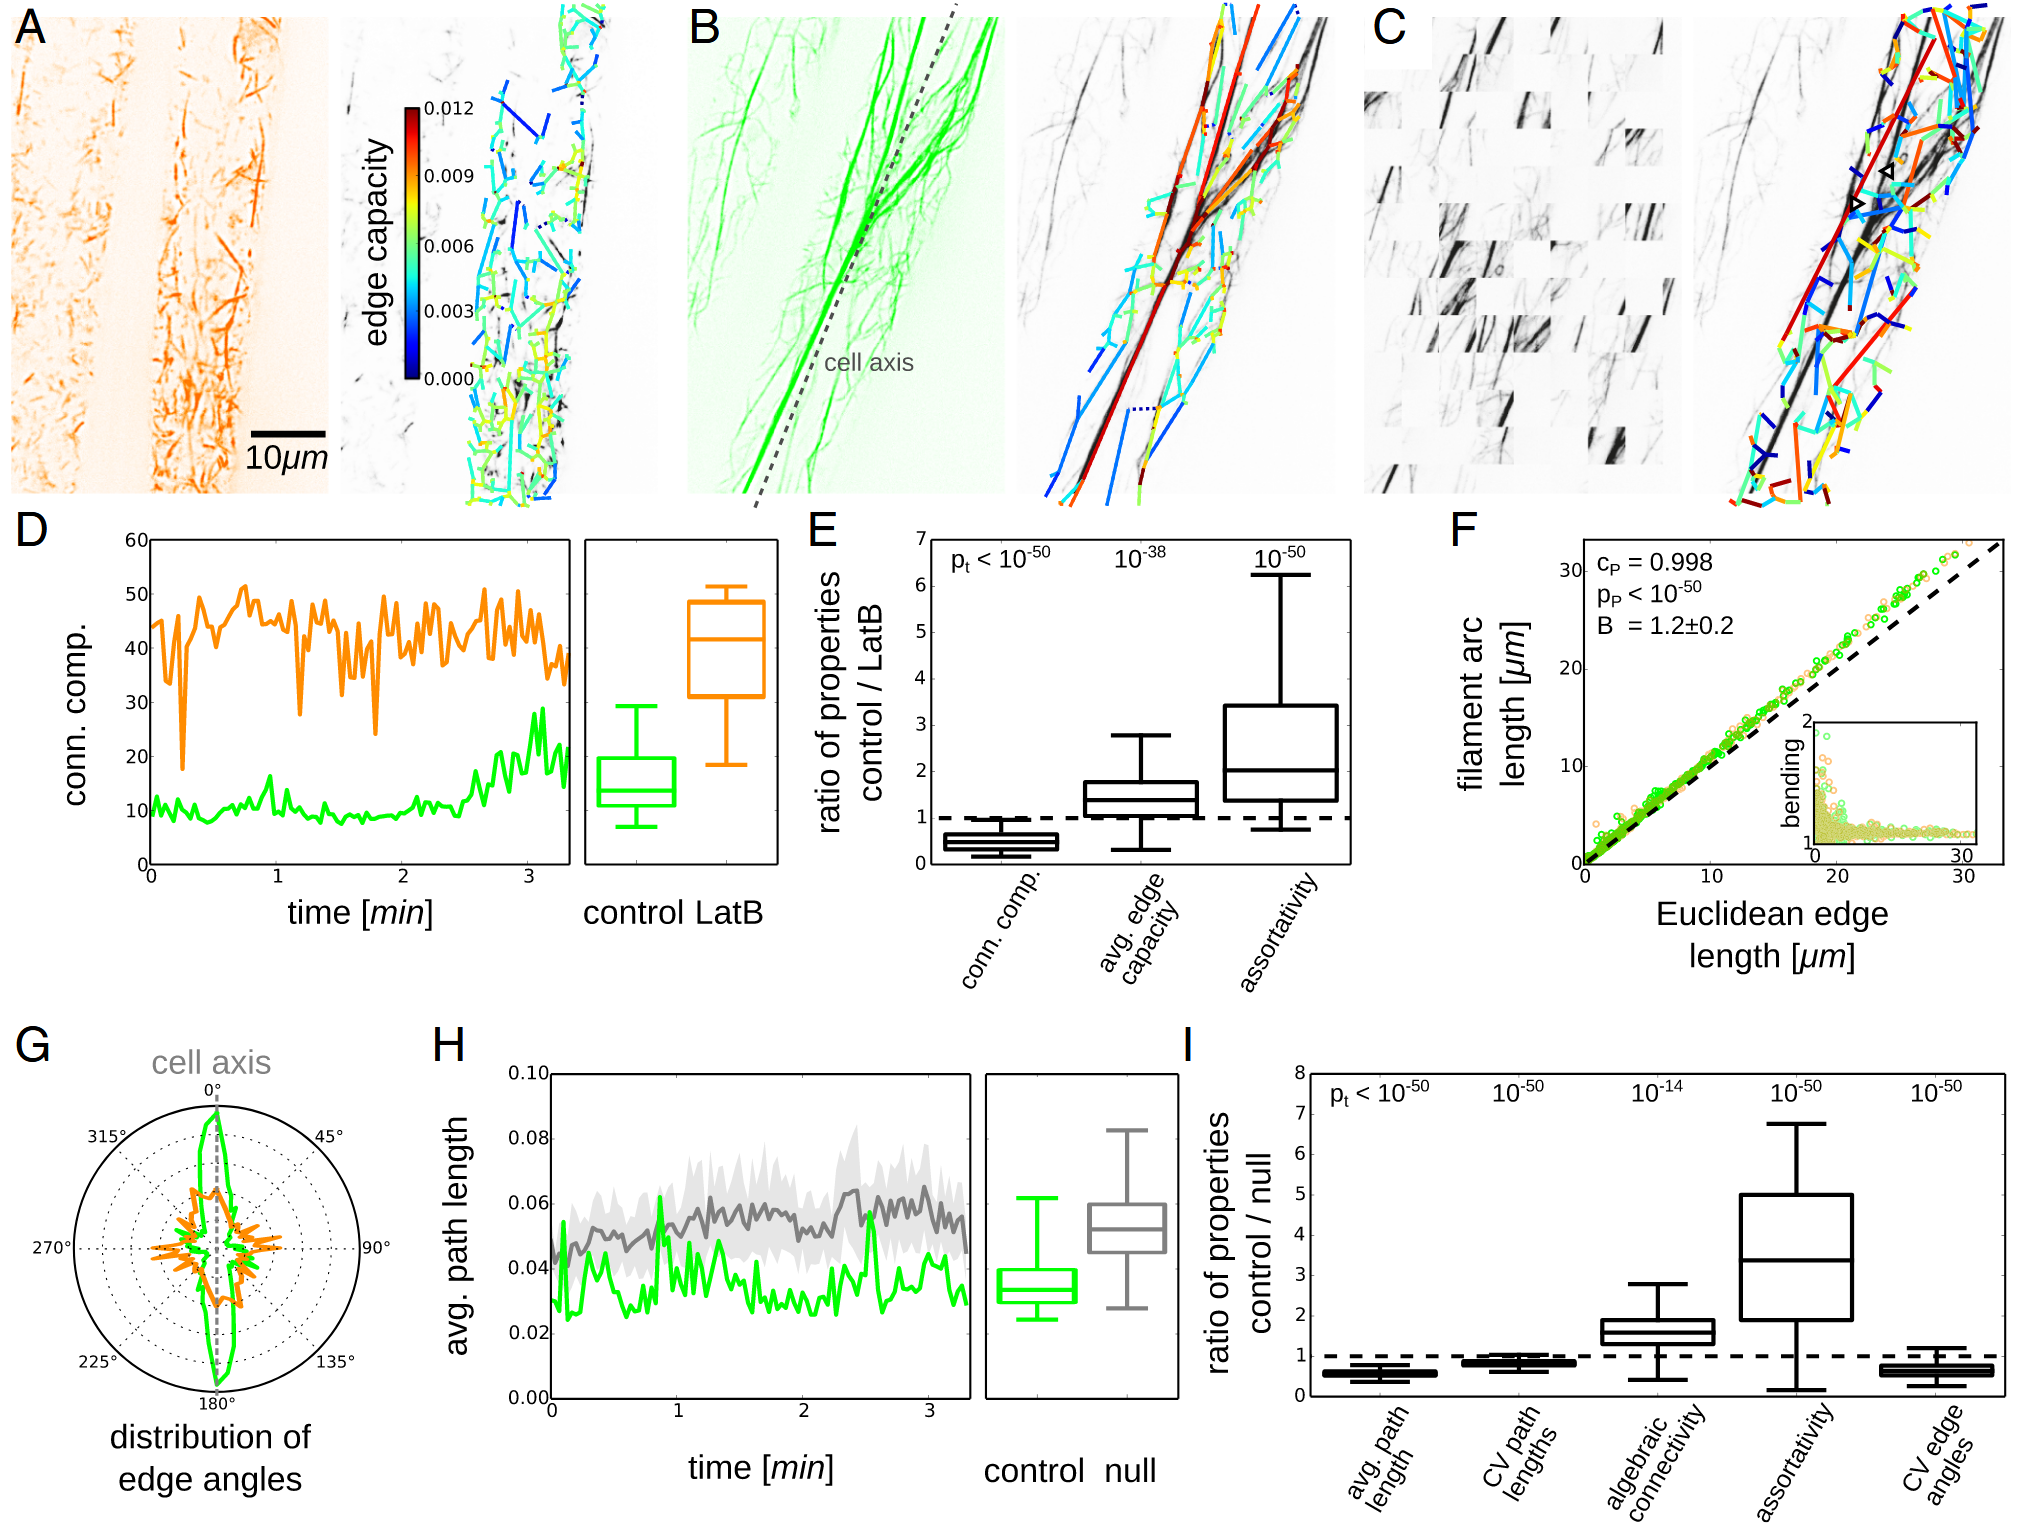 A
B
C
edge capacity
0.012
0.009
0.006
0.003
0.000
10μm
cell axis
D
60
50
40
30
20
10
0
conn. comp.
0 1 2 3
time [min]
control LatB
E
7
6
5
4
3
2
1
0
ratio of properties
control / LatB
pt < 10-50 10-38 10-50
conn. comp.
avg. edge
capacity
assortativity
F
30
20
10
0
filament arc
length [μm]
cP = 0.998
pP < 10-50
B = 1.2±0.2
2
1
bending
0 30
0 10 20 30
Euclidean edge
length [μm]
G
cell axis
0°
45°
90°
135°
180°
225°
270°
315°
distribution of
edge angles
H
0.10
0.08
0.06
0.04
0.02
0.00
avg. path length
0 1 2 3
time [min]
control null
I
8
7
6
5
4
3
2
1
0
ratio of properties
control / null
pt < 10-50 10-50 10-14 10-50 10-50
avg. path
length
CV path
lengths
algebraic
connectivity
assortativity
CV edge
angles